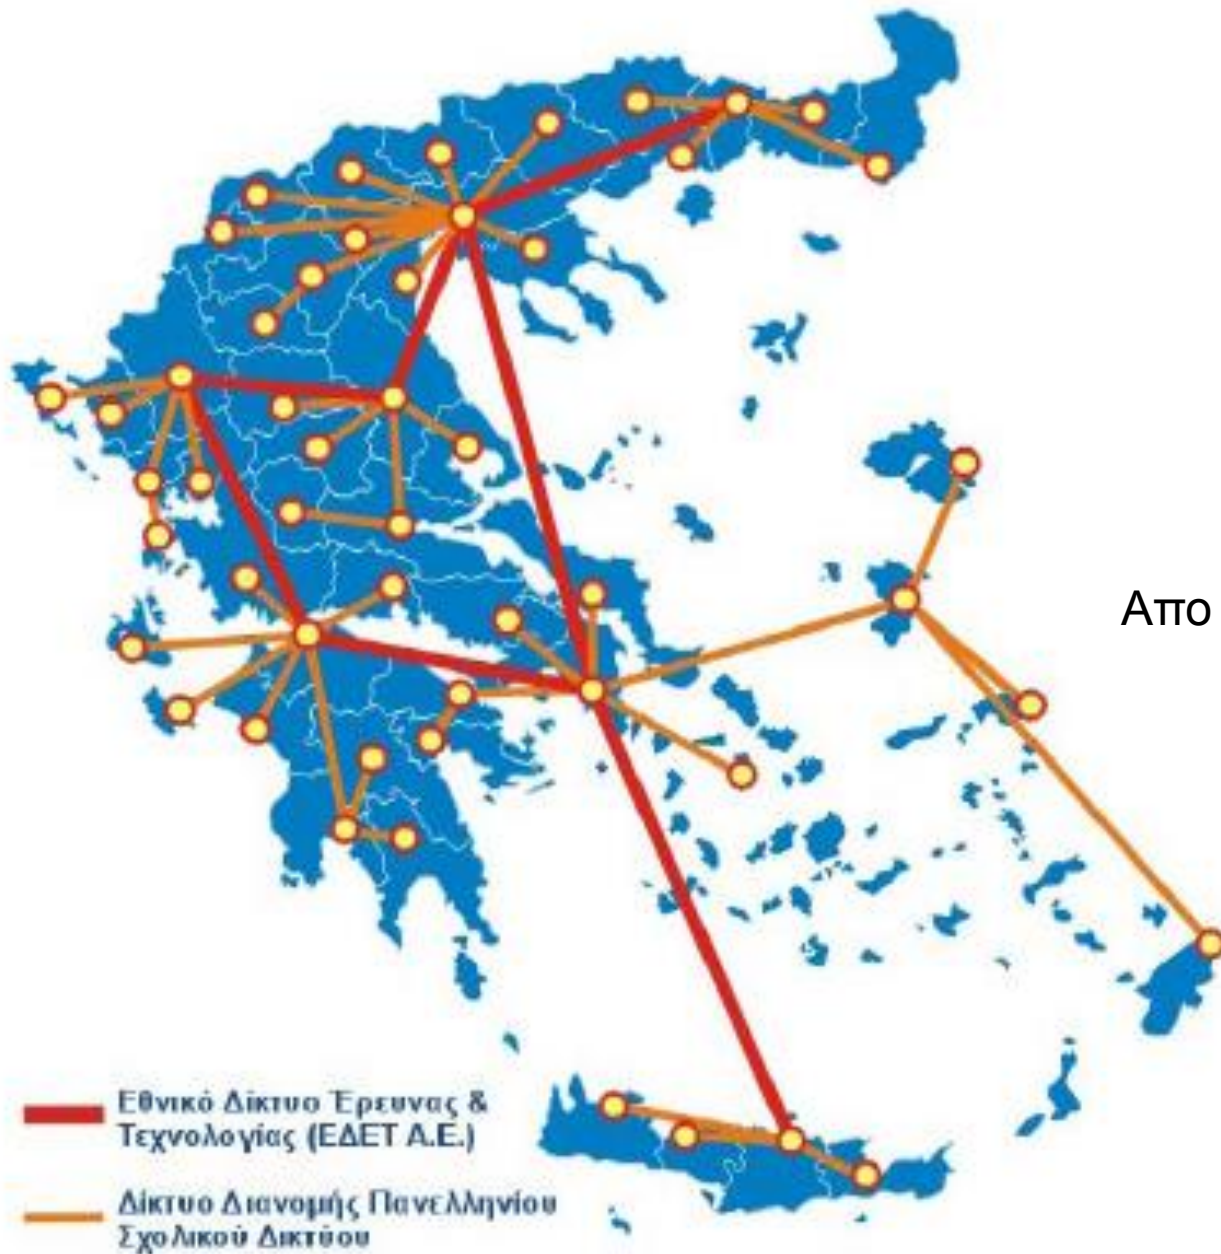 Απο
Εθνικό Δίκτυο Έρευνας &
Τεχνολογίας (ΕΔΕΤ Α.Ε.)
Δίκτυο Διανομής Πανελληνίου
Σχολικού Δικτύου